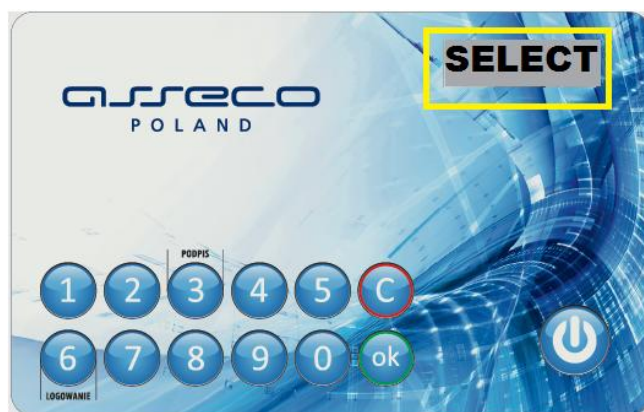 SELECT
asseco
POLAND
PODPIS
1 2 3 4 5 C
6 7 8 9 0 ok
LOGOWANIE